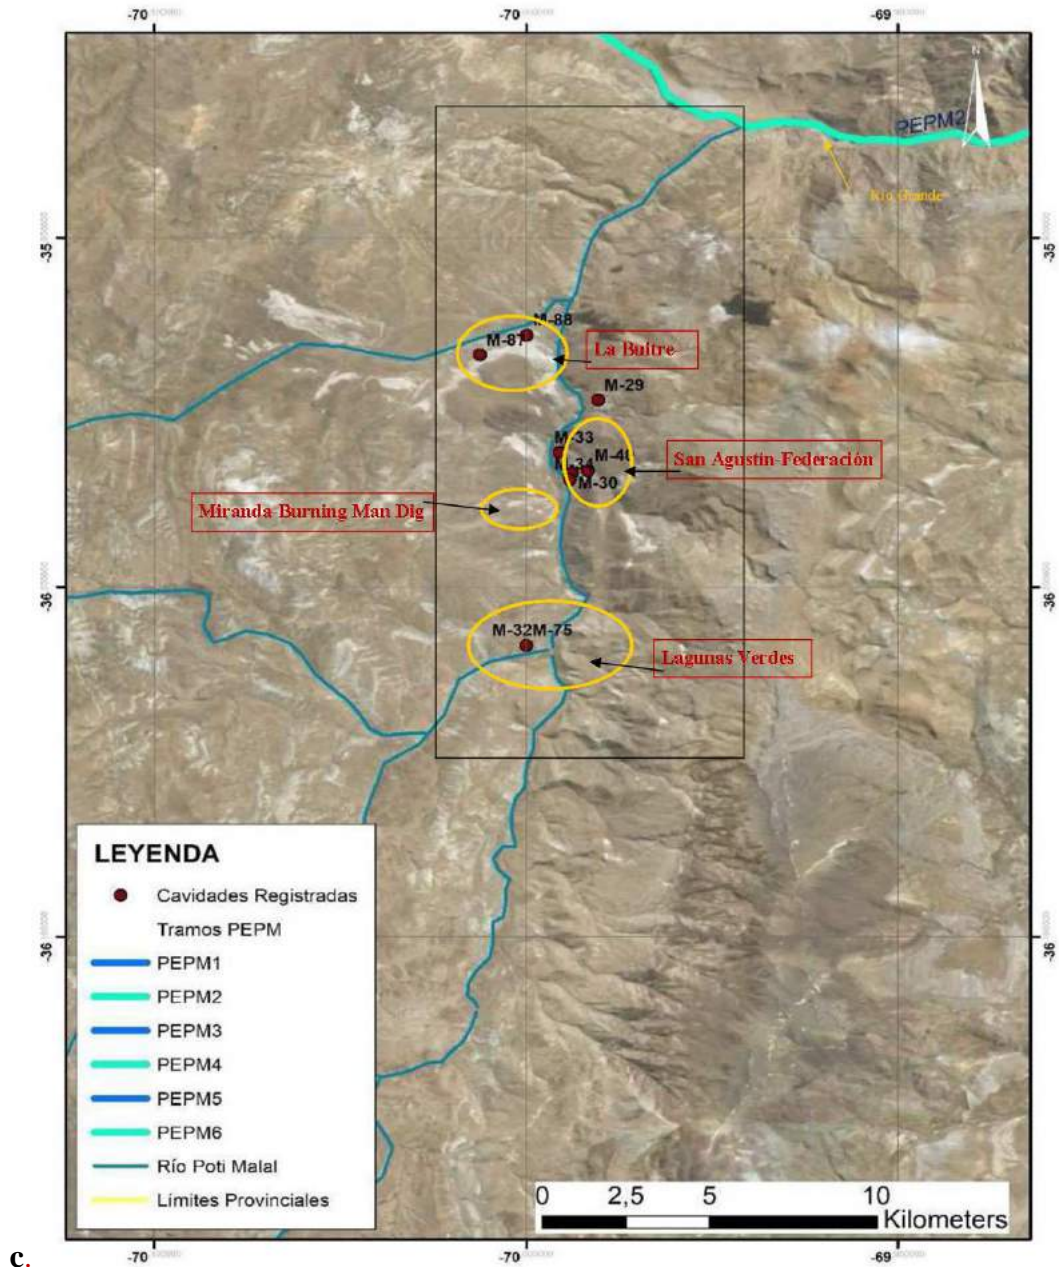 -70
-70
-69
N
PEPM2
Río Grande
-35
-35
M-88
M-87
La Buitre
M-29
M-33
M-34
M-30
San Agustín-Federación
Miranda Burning Man Dig
-36
-36
M-32M-75
Lagunas Verdes
LEYENDA
Cavidades Registradas
Tramos PEPM
PEPM1
PEPM2
PEPM3
PEPM4
PEPM5
PEPM6
Río Poti Malal
Límites Provinciales
-36
-36
0 2,5 5 10
Kilometers
-70
-70
-69
c.